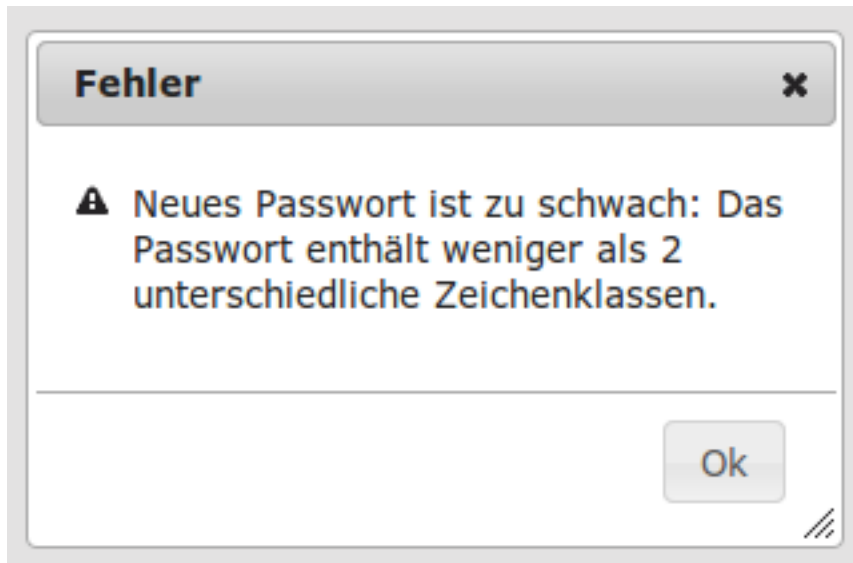 Fehler
Neues Passwort ist zu schwach: Das
Passwort enthält weniger als 2
unterschiedliche Zeichenklassen.
Ok